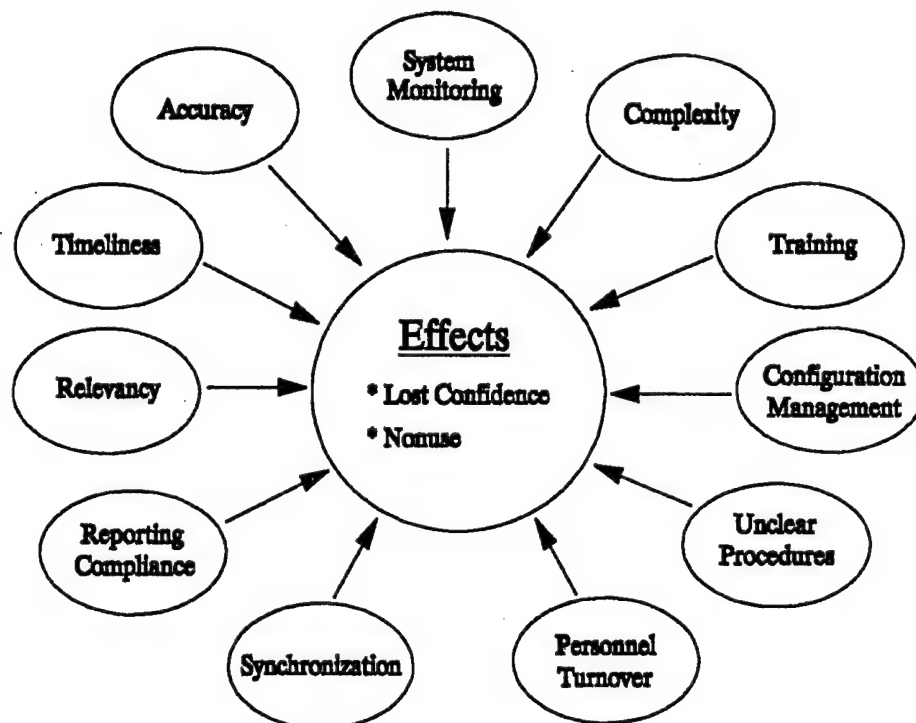 System
Monitoring
Accuracy
Complexity
Timeliness
Training
Effects
* Lost Confidence
* Nonuse
Relevancy
Configuration
Management
Reporting
Compliance
Unclear
Procedures
Synchronization
Personnel
Turnover